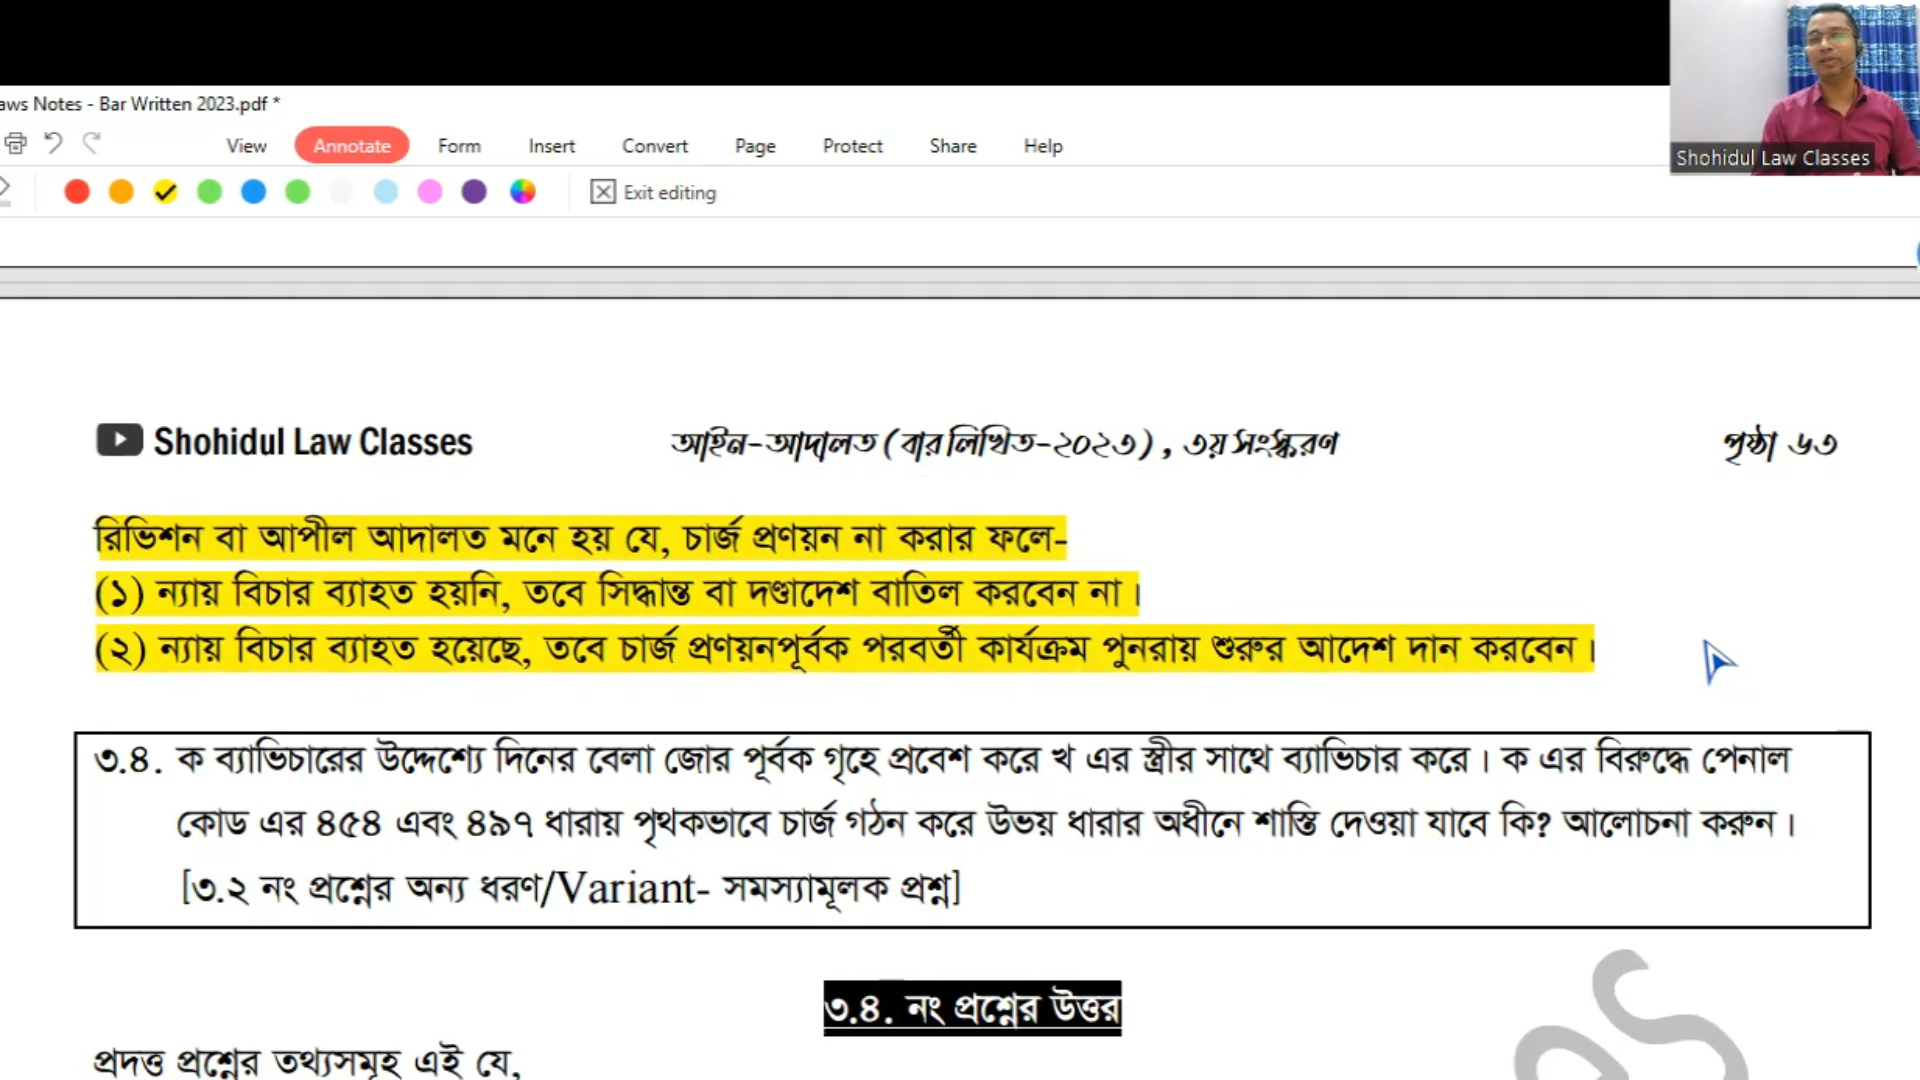 aws Notes - Bar Written 2023.pdf *
View Annotate Form Insert Convert Page Protect Share Help
Exit editing
Shohidul Law Classes
Shohidul Law Classes আইন-আদালত (বার লিখিত-২০২৩), ৩য় সংস্করণ পৃষ্ঠা ৬৩
রিভিশন বা আপীল আদালত মনে হয় যে, চার্জ প্রণয়ন না করার ফলে-
(১) ন্যায় বিচার ব্যাহত হয়নি, তবে সিদ্ধান্ত বা দণ্ডাদেশ বাতিল করবেন না।
(২) ন্যায় বিচার ব্যাহত হয়েছে, তবে চার্জ প্রণয়নপূর্বক পরবর্তী কার্যক্রম পুনরায় শুরুর আদেশ দান করবেন।
৩.৪. ক ব্যাভিচারের উদ্দেশ্যে দিনের বেলা জোর পূর্বক গৃহে প্রবেশ করে খ এর স্ত্রীর সাথে ব্যাভিচার করে। ক এর বিরুদ্ধে পেনাল
কোড এর ৪৫৪ এবং ৪৯৭ ধারায় পৃথকভাবে চার্জ গঠন করে উভয় ধারার অধীনে শাস্তি দেওয়া যাবে কি? আলোচনা করুন।
[৩.২ নং প্রশ্নের অন্য ধরণ/Variant- সমস্যামূলক প্রশ্ন]
৩.৪. নং প্রশ্নের উত্তর
প্রদত্ত প্রশ্নের তথ্যসমূহ এই যে,